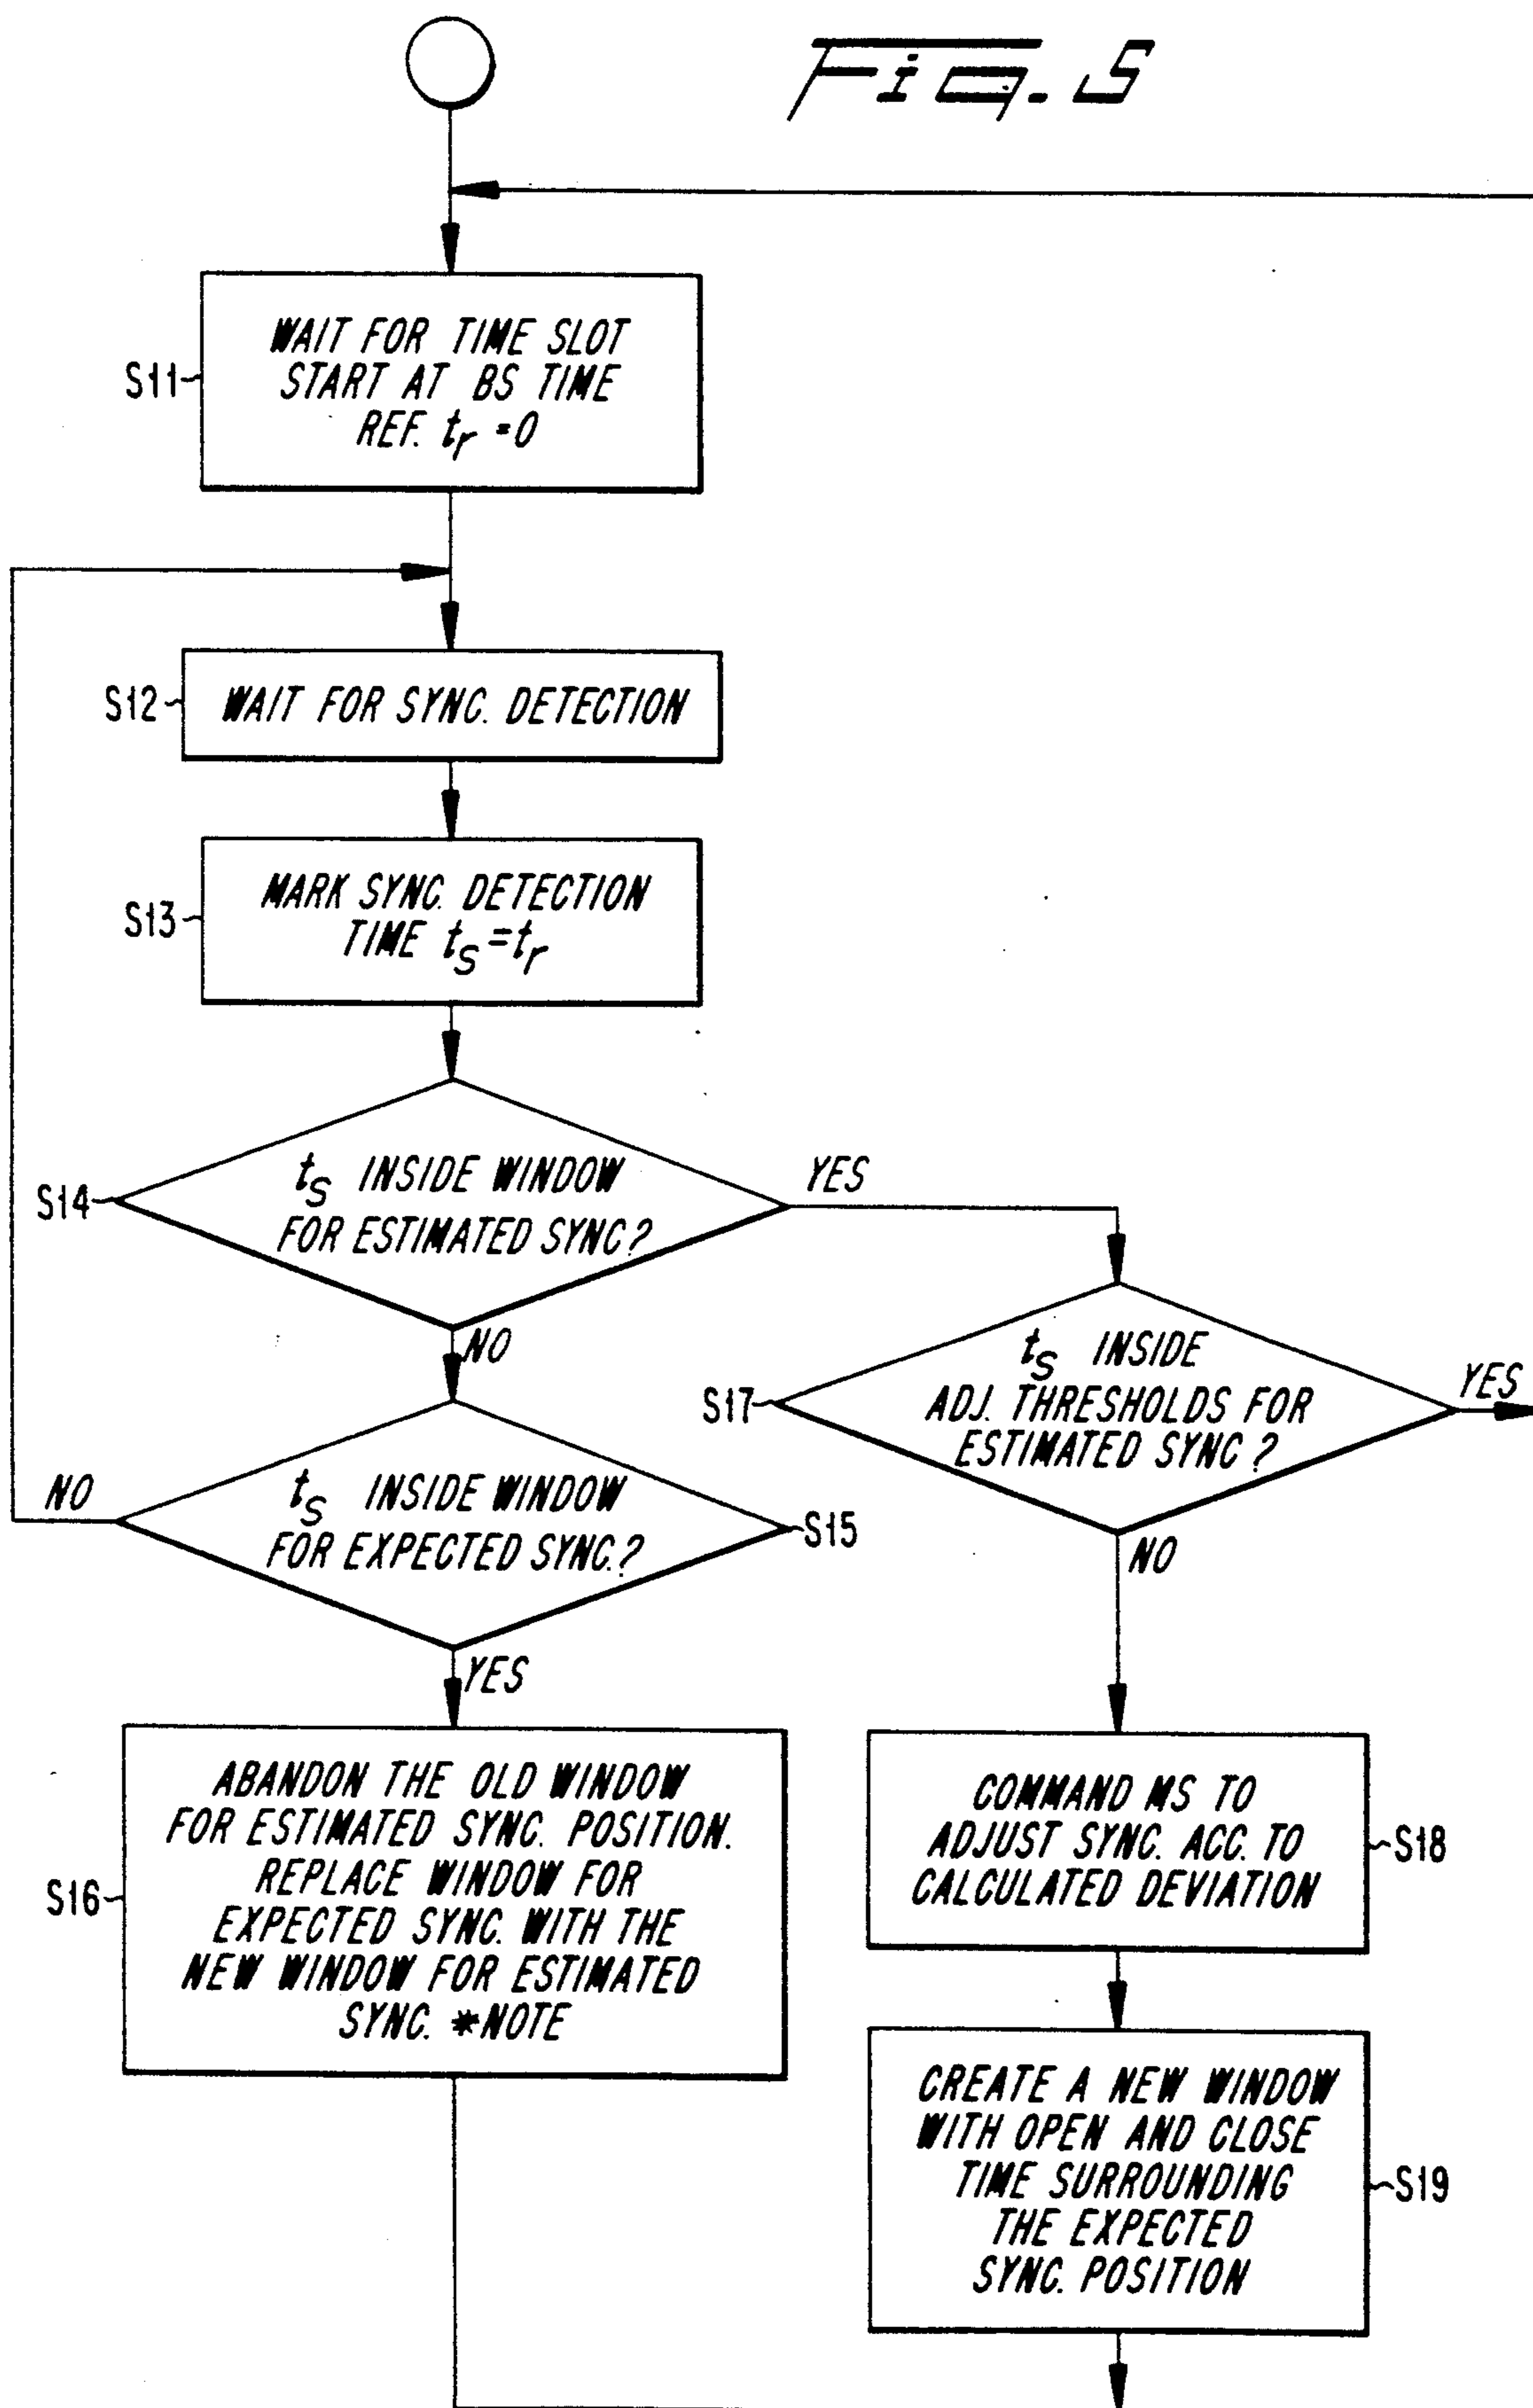 Fig. 5
S11
WAIT FOR TIME SLOT
START AT BS TIME
REF. tr = 0
S12
WAIT FOR SYNC. DETECTION
S13
MARK SYNC. DETECTION
TIME ts = tr
S14
ts INSIDE WINDOW
FOR ESTIMATED SYNC?
YES
NO
S17
ts INSIDE
ADJ. THRESHOLDS FOR
ESTIMATED SYNC?
YES
NO
S15
ts INSIDE WINDOW
FOR EXPECTED SYNC.?
NO
YES
S16
ABANDON THE OLD WINDOW
FOR ESTIMATED SYNC. POSITION.
REPLACE WINDOW FOR
EXPECTED SYNC. WITH THE
NEW WINDOW FOR ESTIMATED
SYNC. *NOTE
COMMAND MS TO
ADJUST SYNC. ACC. TO
CALCULATED DEVIATION
S18
CREATE A NEW WINDOW
WITH OPEN AND CLOSE
TIME SURROUNDING
THE EXPECTED
SYNC. POSITION
S19